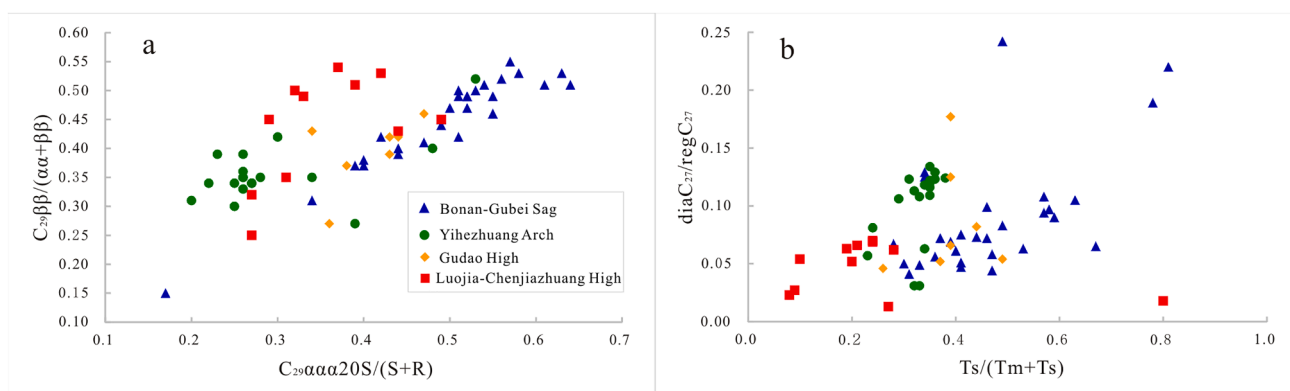 a
0.60
0.55
0.50
0.45
0.40
0.35
0.30
0.25
0.20
0.15
0.10
C₂₉ββ/(αα+ββ)
0.1 0.2 0.3 0.4 0.5 0.6 0.7
C₂₉ααα20S/(S+R)
Bonan-Gubei Sag
Yihezhuang Arch
Gudao High
Luojia-Chenjiazhuang High
b
0.25
0.20
0.15
0.10
0.05
0.00
diaC₂₇/regC₂₇
0.0 0.2 0.4 0.6 0.8 1.0
Ts/(Tm+Ts)